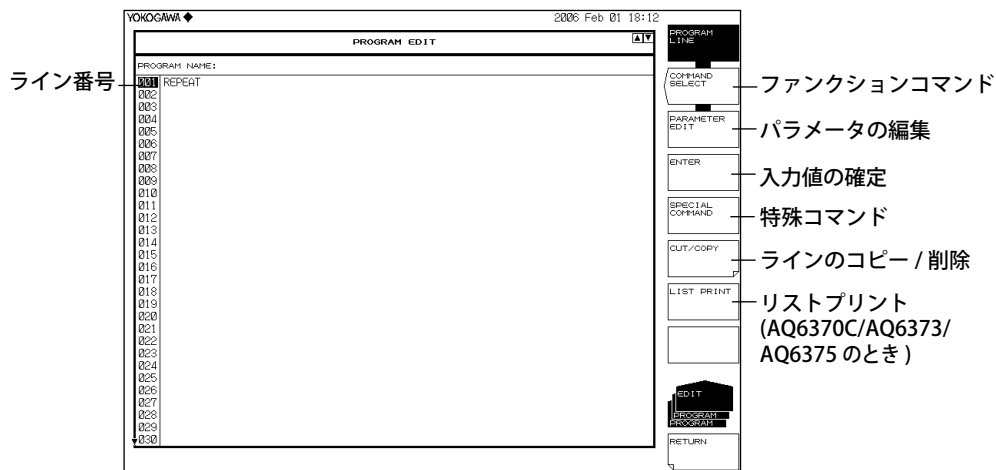 YOKOGAWA ◆ 2006 Feb 01 18:12
PROGRAM EDIT
▲▼
PROGRAM NAME:
001 REPEAT
002
003
004
005
006
007
008
009
010
011
012
013
014
015
016
017
018
019
020
021
022
023
024
025
026
027
028
029
030
ライン番号
PROGRAM
LINE
COMMAND
SELECT
ファンクションコマンド
PARAMETER
EDIT
パラメータの編集
ENTER
入力値の確定
SPECIAL
COMMAND
特殊コマンド
CUT/COPY
ラインのコピー / 削除
LIST PRINT
リストプリント
(AQ6370C/AQ6373/
AQ6375 のとき )
EDIT
PROGRAM
PROGRAM
RETURN